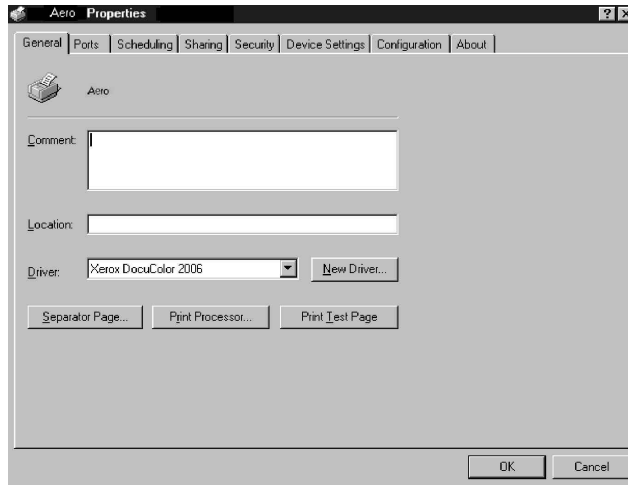 Aero Properties
General Ports Scheduling Sharing Security Device Settings Configuration About
Aero
Comment:
Location:
Driver: Xerox DocuColor 2006 New Driver...
Separator Page... Print Processor... Print Test Page
OK Cancel